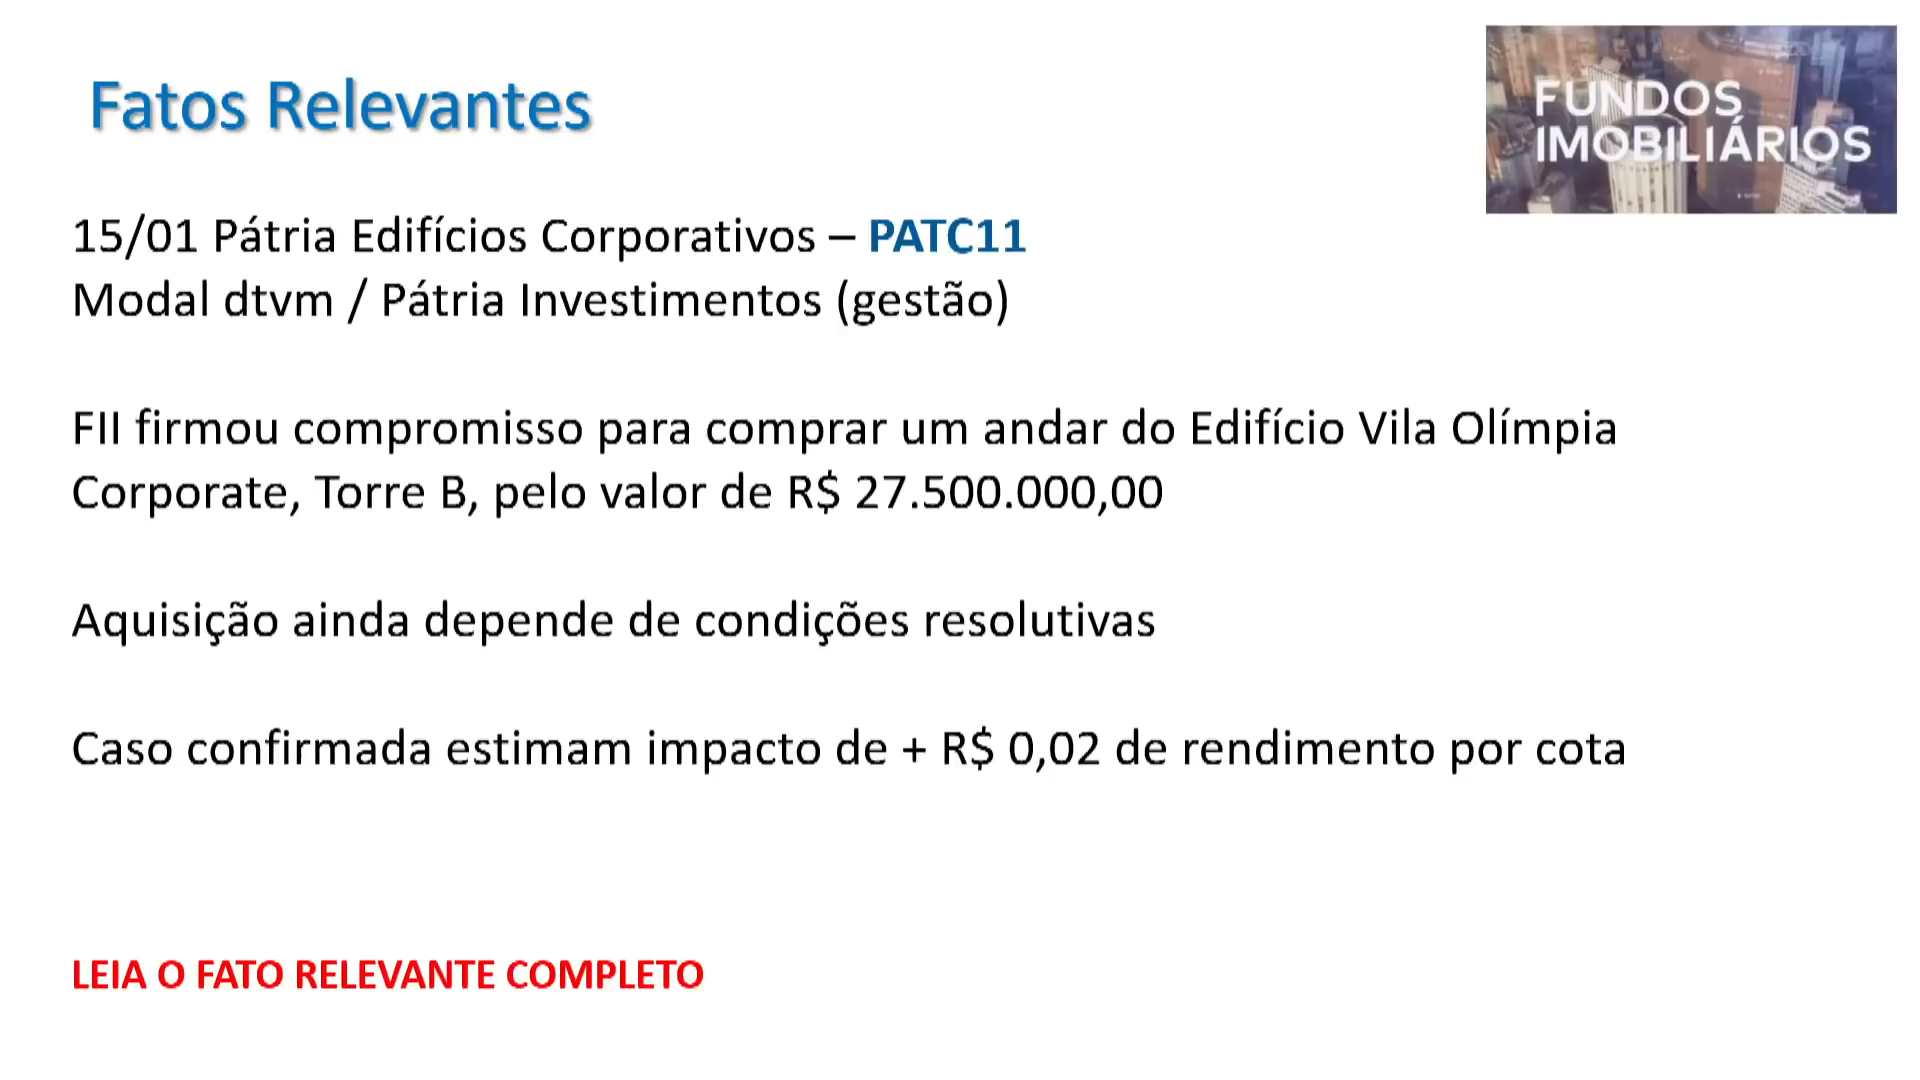 Fatos Relevantes
FUNDOS
IMOBILIÁRIOS
15/01 Pátria Edifícios Corporativos – PATC11
Modal dtvm / Pátria Investimentos (gestão)
FII firmou compromisso para comprar um andar do Edifício Vila Olímpia
Corporate, Torre B, pelo valor de R$ 27.500.000,00
Aquisição ainda depende de condições resolutivas
Caso confirmada estimam impacto de + R$ 0,02 de rendimento por cota
LEIA O FATO RELEVANTE COMPLETO